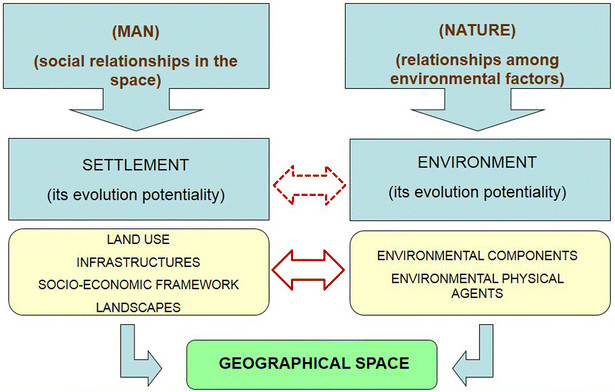 (MAN)
(social relationships in the
space)
(NATURE)
(relationships among
environmental factors)
SETTLEMENT
(its evolution potentiality)
ENVIRONMENT
(its evolution potentiality)
LAND USE
INFRASTRUCTURES
SOCIO-ECONOMIC FRAMEWORK
LANDSCAPES
ENVIRONMENTAL COMPONENTS
ENVIRONMENTAL PHYSICAL
AGENTS
GEOGRAPHICAL SPACE